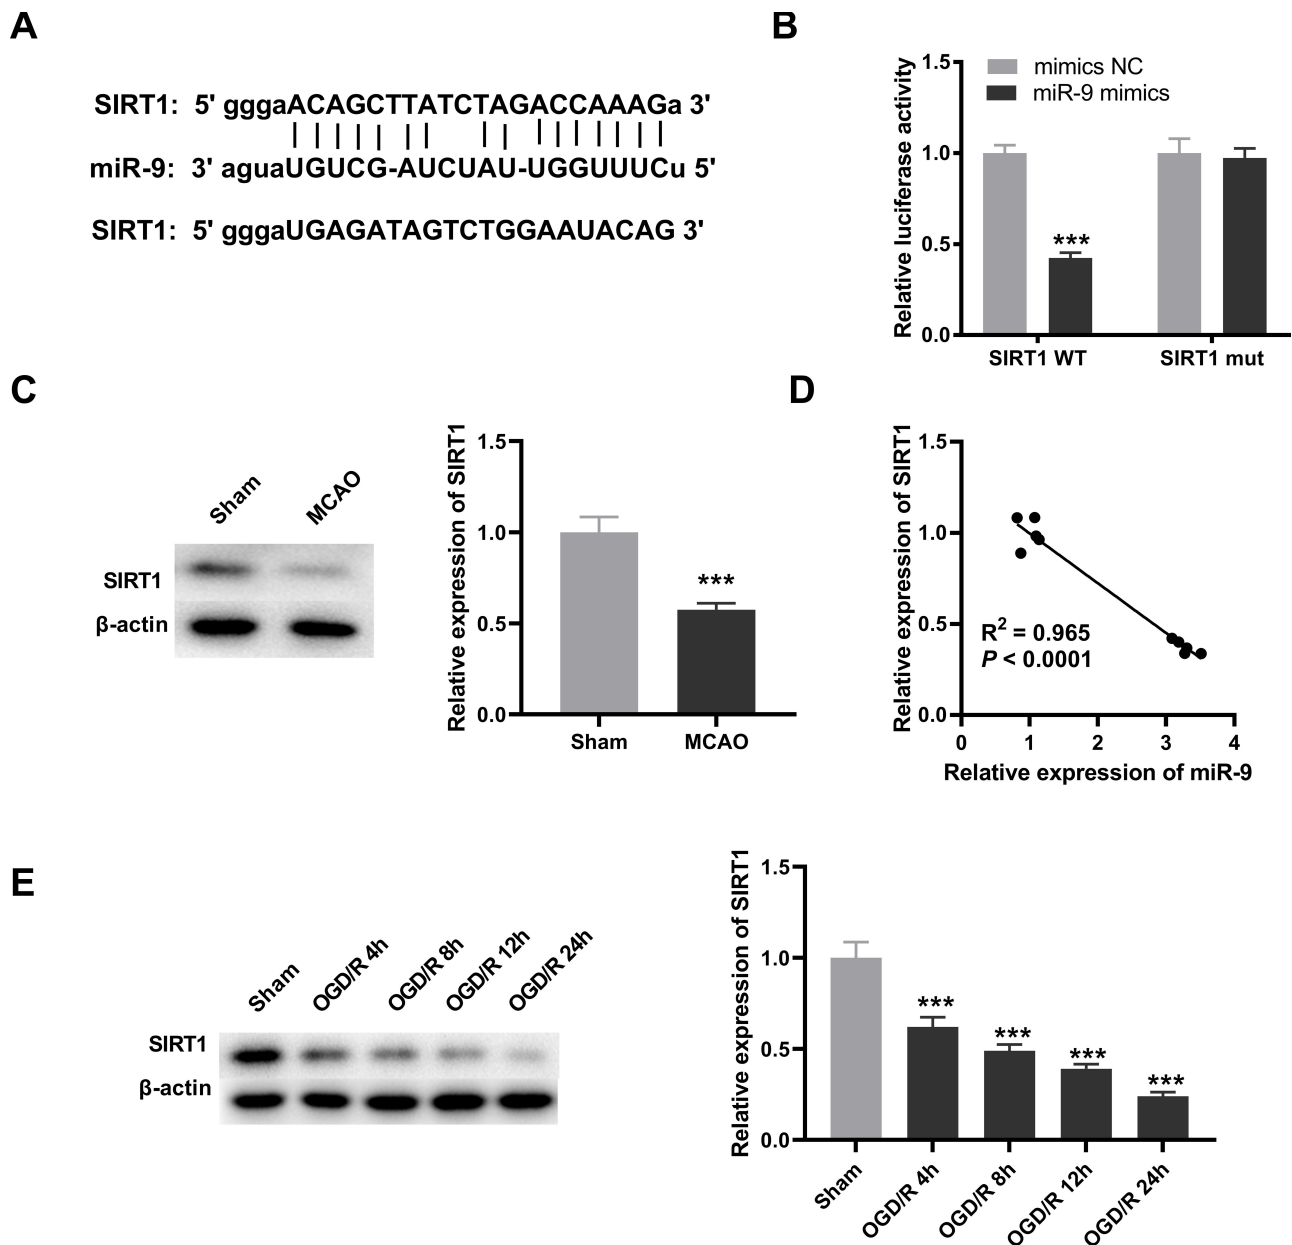 A
SIRT1: 5' gggaACAGCTTATCTAGACCAAAGa 3'
miR-9: 3' aguaUGUCG-AUCUAU-UGGUUUCu 5'
SIRT1: 5' gggaUGAGATAGTCTGGAAUACAG 3'
B
Relative luciferase activity
1.5
1.0
0.5
0.0
mimics NC
miR-9 mimics
***
SIRT1 WT
SIRT1 mut
C
Sham
MCAO
SIRT1
β-actin
Relative expression of SIRT1
1.5
1.0
0.5
0.0
***
Sham
MCAO
D
Relative expression of SIRT1
1.5
1.0
0.5
0.0
R2 = 0.965
P < 0.0001
0
1
2
3
4
Relative expression of miR-9
E
Sham
OGD/R 4h
OGD/R 8h
OGD/R 12h
OGD/R 24h
SIRT1
β-actin
Relative expression of SIRT1
1.5
1.0
0.5
0.0
***
***
***
***
Sham
OGD/R 4h
OGD/R 8h
OGD/R 12h
OGD/R 24h